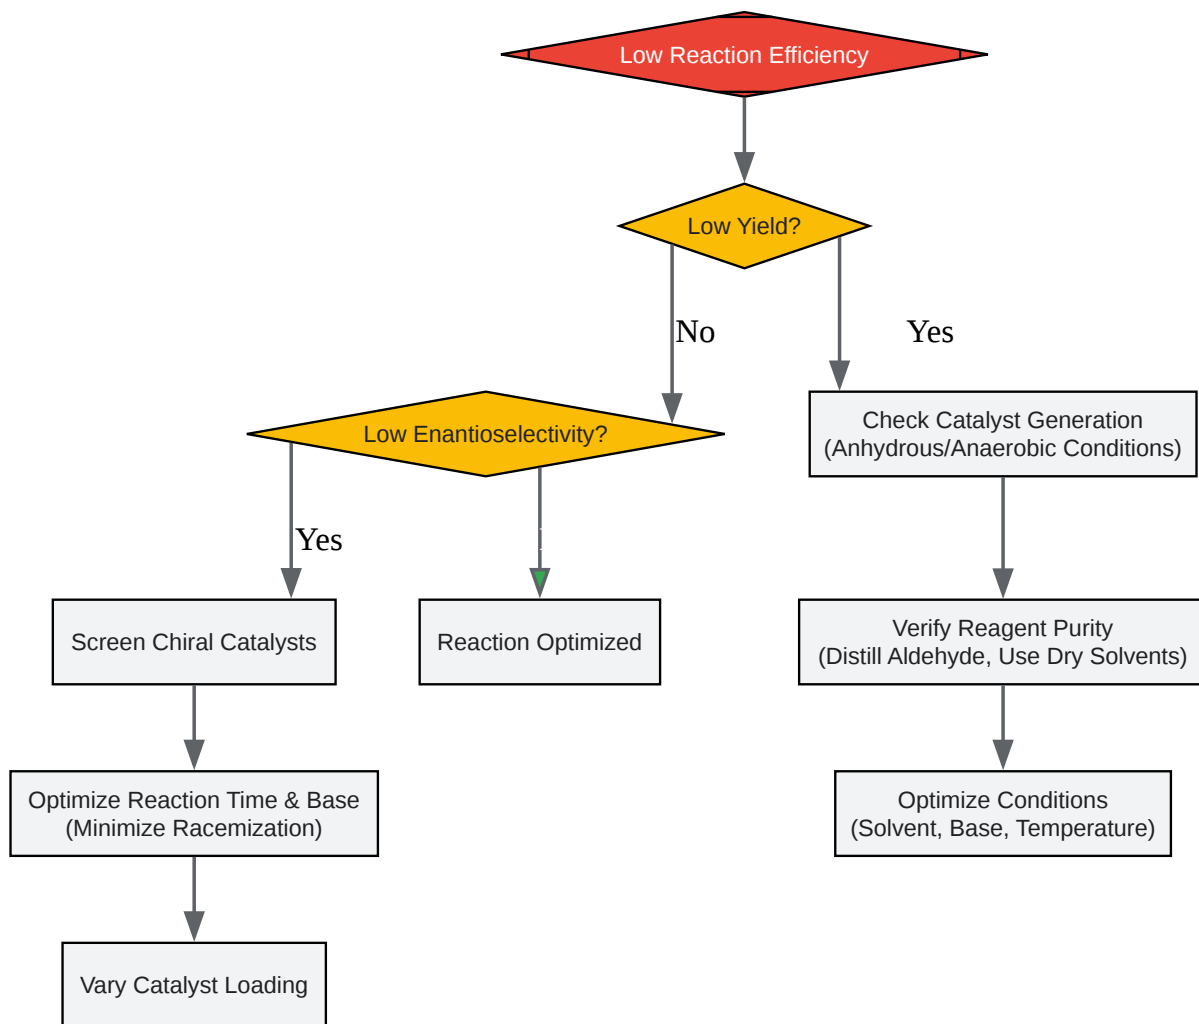 Low Reaction Efficiency
Low Yield?
No
Yes
Low Enantioselectivity?
Check Catalyst Generation
(Anhydrous/Anaerobic Conditions)
Yes
Screen Chiral Catalysts
Reaction Optimized
Verify Reagent Purity
(Distill Aldehyde, Use Dry Solvents)
Optimize Reaction Time & Base
(Minimize Racemization)
Optimize Conditions
(Solvent, Base, Temperature)
Vary Catalyst Loading